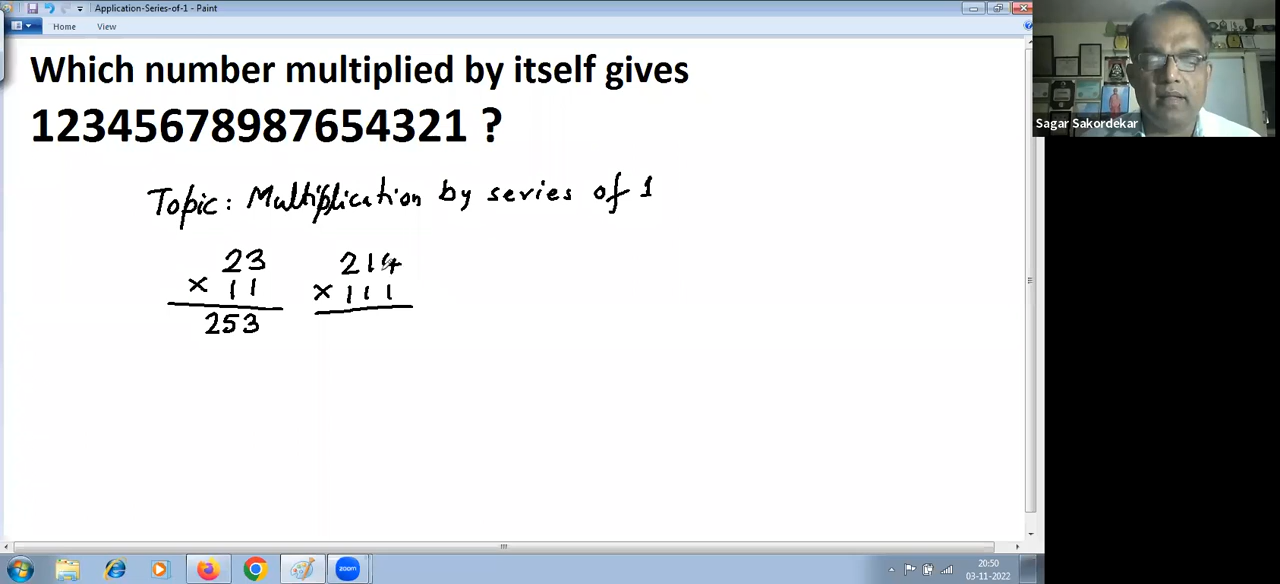 Application-Series-of-1 - Paint
Home View
Which number multiplied by itself gives
12345678987654321 ?
Topic: Multiplication by series of 1
23
× 11
253
214
× 111
Sagar Sakordekar
zoom
20:50
03-11-2022